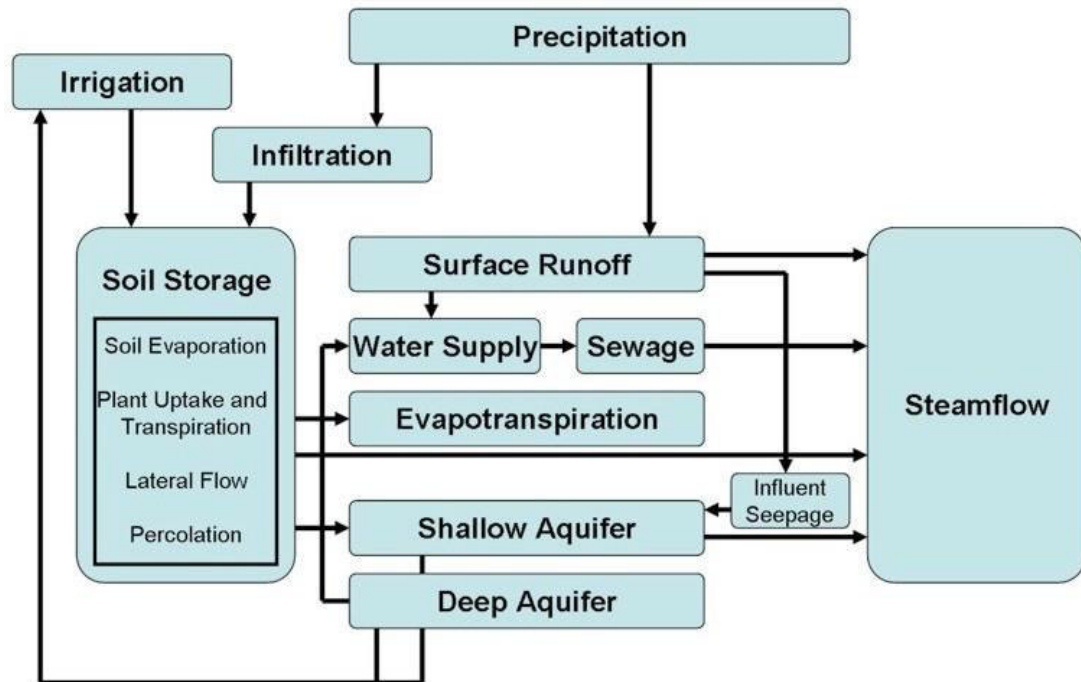 Precipitation
Irrigation
Infiltration
Soil Storage
Soil Evaporation
Plant Uptake and
Transpiration
Lateral Flow
Percolation
Surface Runoff
Water Supply
Sewage
Evapotranspiration
Influent
Seepage
Shallow Aquifer
Deep Aquifer
Steamflow